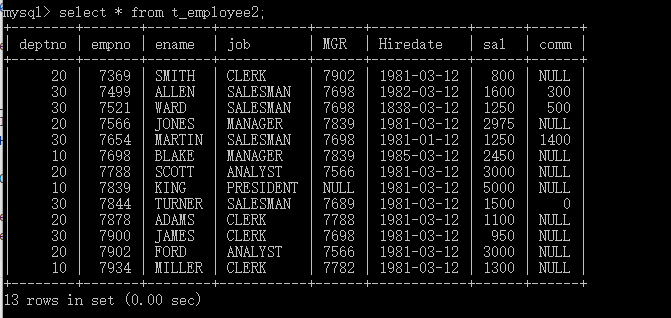 mysql> select * from t_employee2;
+--------+-------+--------+-----------+------+------------+------+------+
| deptno | empno | ename | job | MGR | Hiredate | sal | comm |
+--------+-------+--------+-----------+------+------------+------+------+
| 20 | 7369 | SMITH | CLERK | 7902 | 1981-03-12 | 800 | NULL |
| 30 | 7499 | ALLEN | SALESMAN | 7698 | 1982-03-12 | 1600 | 300 |
| 30 | 7521 | WARD | SALESMAN | 7698 | 1838-03-12 | 1250 | 500 |
| 20 | 7566 | JONES | MANAGER | 7839 | 1981-03-12 | 2975 | NULL |
| 30 | 7654 | MARTIN | SALESMAN | 7698 | 1981-01-12 | 1250 | 1400 |
| 10 | 7698 | BLAKE | MANAGER | 7839 | 1985-03-12 | 2450 | NULL |
| 20 | 7788 | SCOTT | ANALYST | 7566 | 1981-03-12 | 3000 | NULL |
| 10 | 7839 | KING | PRESIDENT | NULL | 1981-03-12 | 5000 | NULL |
| 30 | 7844 | TURNER | SALESMAN | 7689 | 1981-03-12 | 1500 | 0 |
| 20 | 7878 | ADAMS | CLERK | 7788 | 1981-03-12 | 1100 | NULL |
| 30 | 7900 | JAMES | CLERK | 7698 | 1981-03-12 | 950 | NULL |
| 20 | 7902 | FORD | ANALYST | 7566 | 1981-03-12 | 3000 | NULL |
| 10 | 7934 | MILLER | CLERK | 7782 | 1981-03-12 | 1300 | NULL |
+--------+-------+--------+-----------+------+------------+------+------+
13 rows in set (0.00 sec)